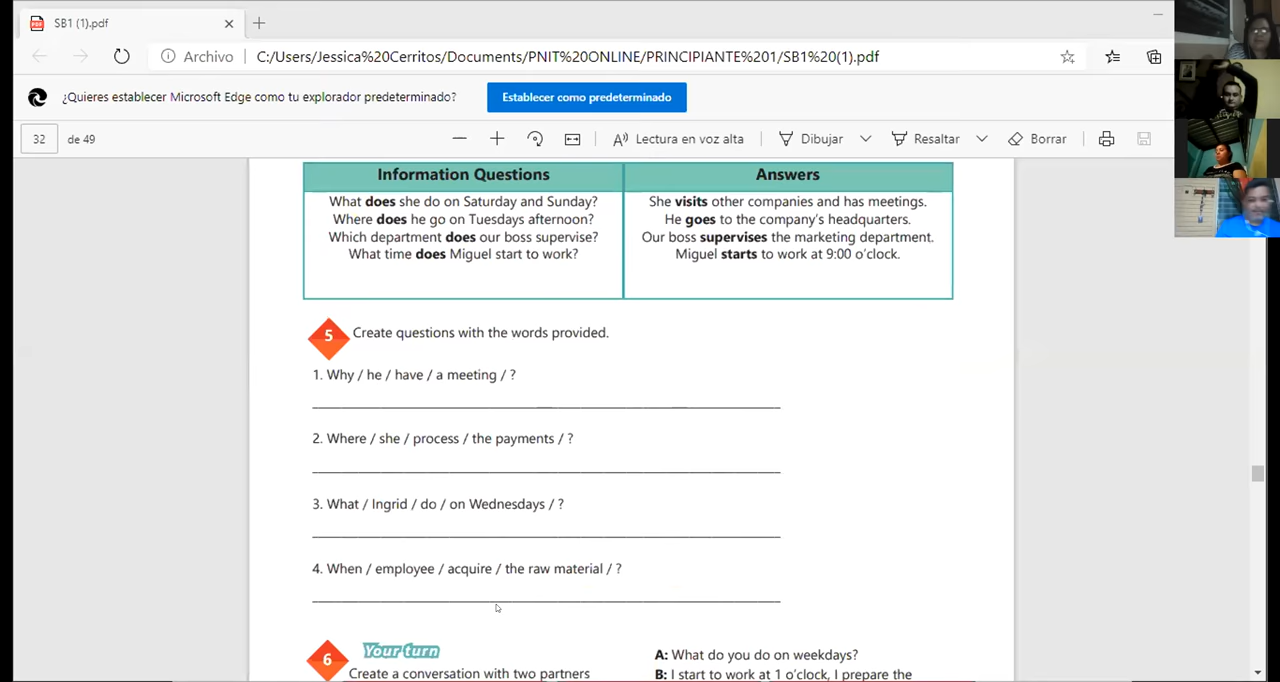 SB1 (1).pdf
Archivo
C:/Users/Jessica%20Cerritos/Documents/PNIT%20ONLINE/PRINCIPIANTE%201/SB1%20(1).pdf
¿Quieres establecer Microsoft Edge como tu explorador predeterminado?
Establecer como predeterminado
32 de 49
Lectura en voz alta
Dibujar
Resaltar
Borrar
Information Questions
What does she do on Saturday and Sunday?
Where does he go on Tuesdays afternoon?
Which department does our boss supervise?
What time does Miguel start to work?
Answers
She visits other companies and has meetings.
He goes to the company's headquarters.
Our boss supervises the marketing department.
Miguel starts to work at 9:00 o'clock.
5 Create questions with the words provided.
1. Why / he / have / a meeting / ?
2. Where / she / process / the payments / ?
3. What / Ingrid / do / on Wednesdays / ?
4. When / employee / acquire / the raw material / ?
6 Your turn
Create a conversation with two partners
A: What do you do on weekdays?
B: I start to work at 1 o'clock, I prepare the